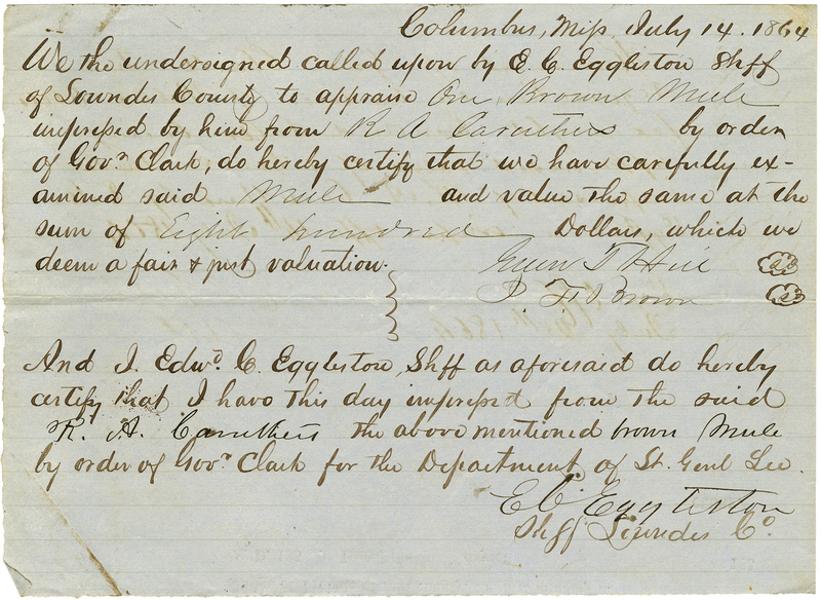 Columbus, Miss, July 14. 1864
We the undersigned called upon by E. C. Eggleston Shff
of Lowndes County to appraise One Brown Mule
impressed by him from R A Caruthers by order
of Govr. Clark, do hereby certify that we have carefully ex-
amined said Mule and value the same at the
sum of Eight hundred Dollars, which we
deem a fair & just valuation.
T Hill
J. F. Brown
And I. Edwd. C. Eggleston, Shff as aforesaid do hereby
certify that I have this day impressed from the said
R. A. Caruthers the above mentioned brown Mule
by order of Govr. Clark for the Department of St. Genl Lee.
E C. Eggleston
Shff Lowndes Co.